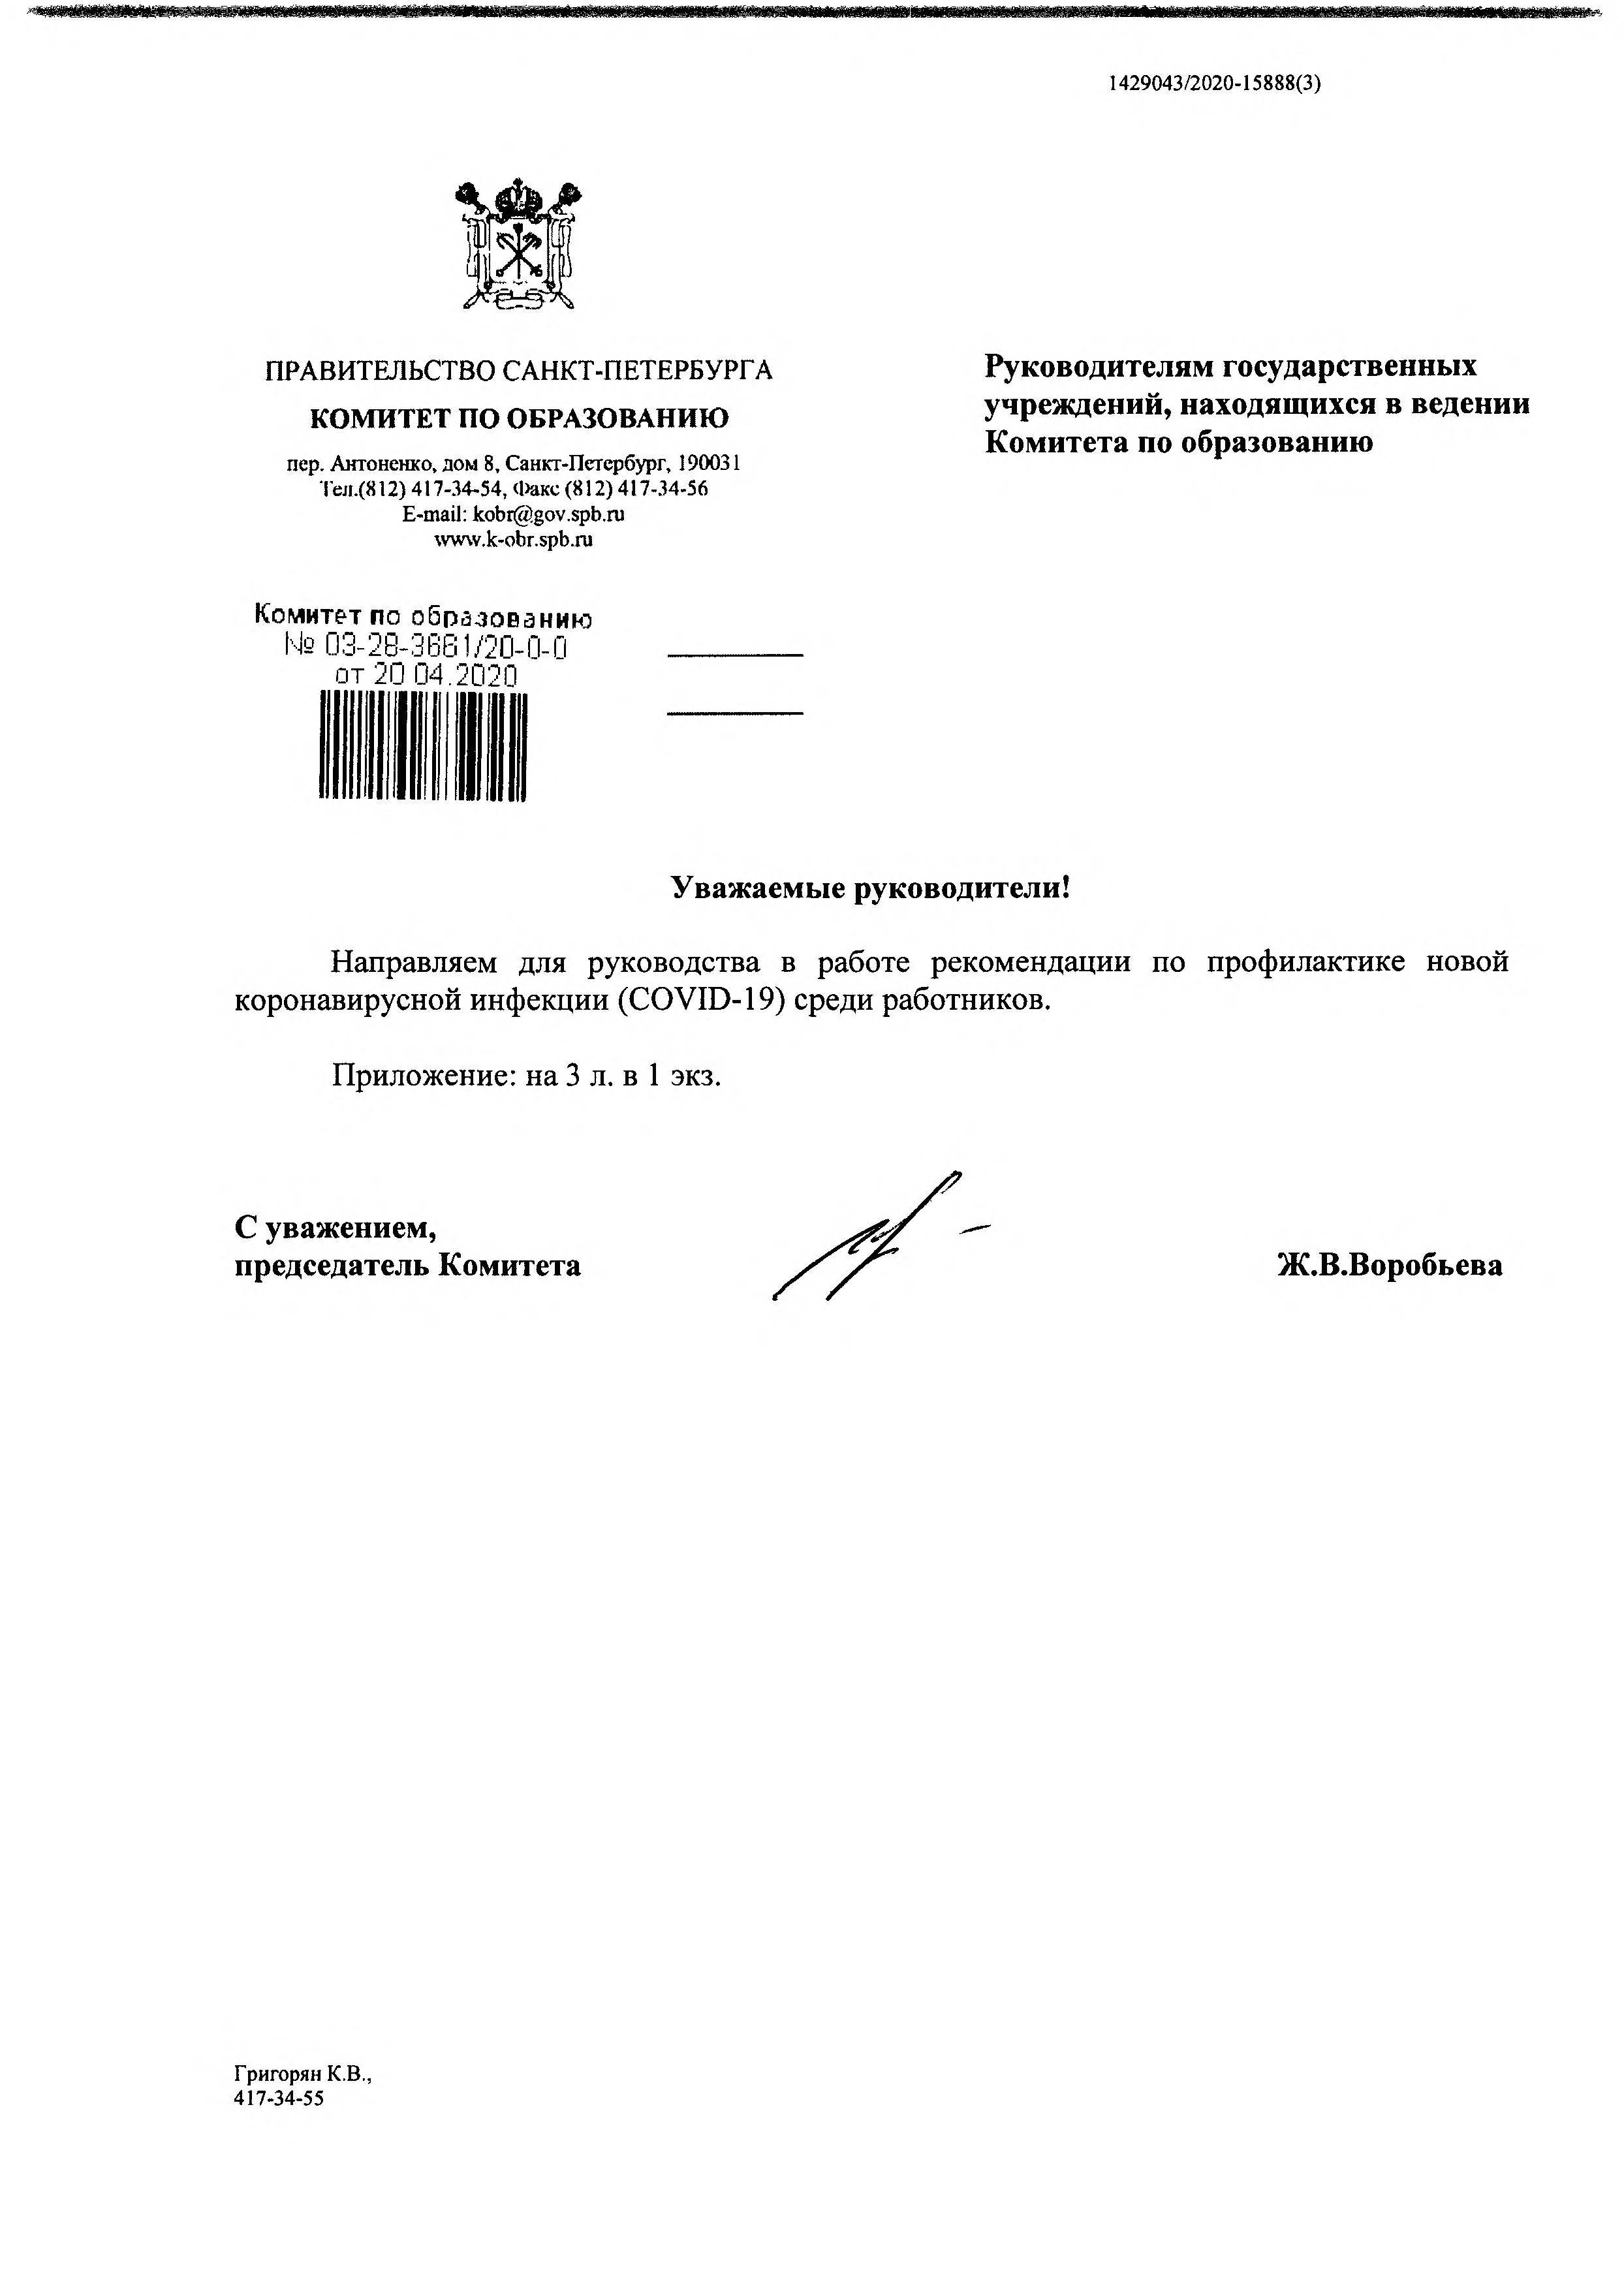 1429043/2020-15888(3)
ПРАВИТЕЛЬСТВО САНКТ-ПЕТЕРБУРГА
КОМИТЕТ ПО ОБРАЗОВАНИЮ
пер. Антоненко, дом 8, Санкт-Петербург, 190031
Тел.(812) 417-34-54, Факс (812) 417-34-56
E-mail: kobr@gov.spb.ru
www.k-obr.spb.ru
Руководителям государственных
учреждений, находящихся в ведении
Комитета по образованию
Комитет по образованию
№ 03-28-3661/20-0-0
от 20.04.2020
Уважаемые руководители!
Направляем для руководства в работе рекомендации по профилактике новой
коронавирусной инфекции (COVID-19) среди работников.
Приложение: на 3 л. в 1 экз.
С уважением,
председатель Комитета
Ж.В.Воробьева
Григорян К.В.,
417-34-55